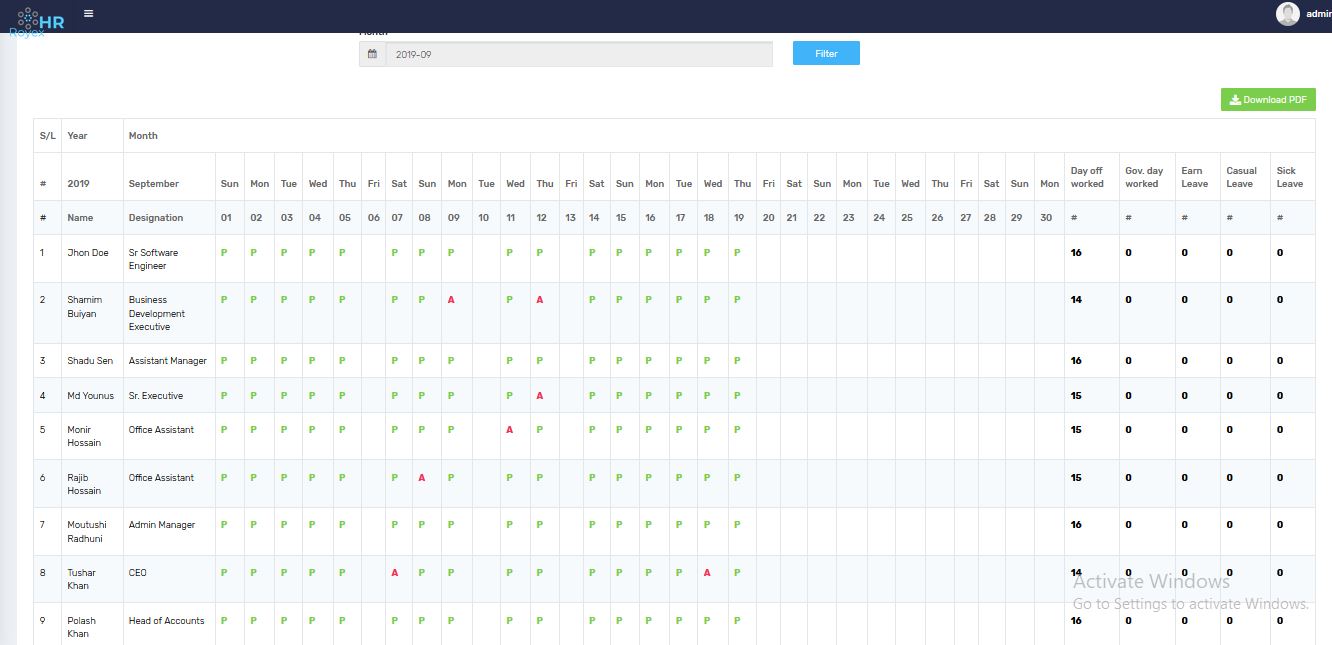 HR
Royex
admin
Month
2019-09
Filter
Download PDF
S/L Year Month
# 2019 September Sun Mon Tue Wed Thu Fri Sat Sun Mon Tue Wed Thu Fri Sat Sun Mon Tue Wed Thu Fri Sat Sun Mon Tue Wed Thu Fri Sat Sun Mon Day off worked Gov. day worked Earn Leave Casual Leave Sick Leave
# Name Designation 01 02 03 04 05 06 07 08 09 10 11 12 13 14 15 16 17 18 19 20 21 22 23 24 25 26 27 28 29 30 # # # # #
1 Jhon Doe Sr Software Engineer P P P P P P P P P P P P P P P P 16 0 0 0 0
2 Shamim Buiyan Business Development Executive P P P P P P P A P A P P P P P P 14 0 0 0 0
3 Shadu Sen Assistant Manager P P P P P P P P P P P P P P P P 16 0 0 0 0
4 Md Younus Sr. Executive P P P P P P P P P A P P P P P P 15 0 0 0 0
5 Monir Hossain Office Assistant P P P P P P P P A P P P P P P P 15 0 0 0 0
6 Rajib Hossain Office Assistant P P P P P P A P P P P P P P P P 15 0 0 0 0
7 Moutushi Radhuni Admin Manager P P P P P P P P P P P P P P P P 16 0 0 0 0
8 Tushar Khan CEO P P P P P A P P P P P P P P A P 14 0 0 0 0
9 Polash Khan Head of Accounts P P P P P P P P P P P P P P P P 16 0 0 0 0
Activate Windows
Go to Settings to activate Windows.